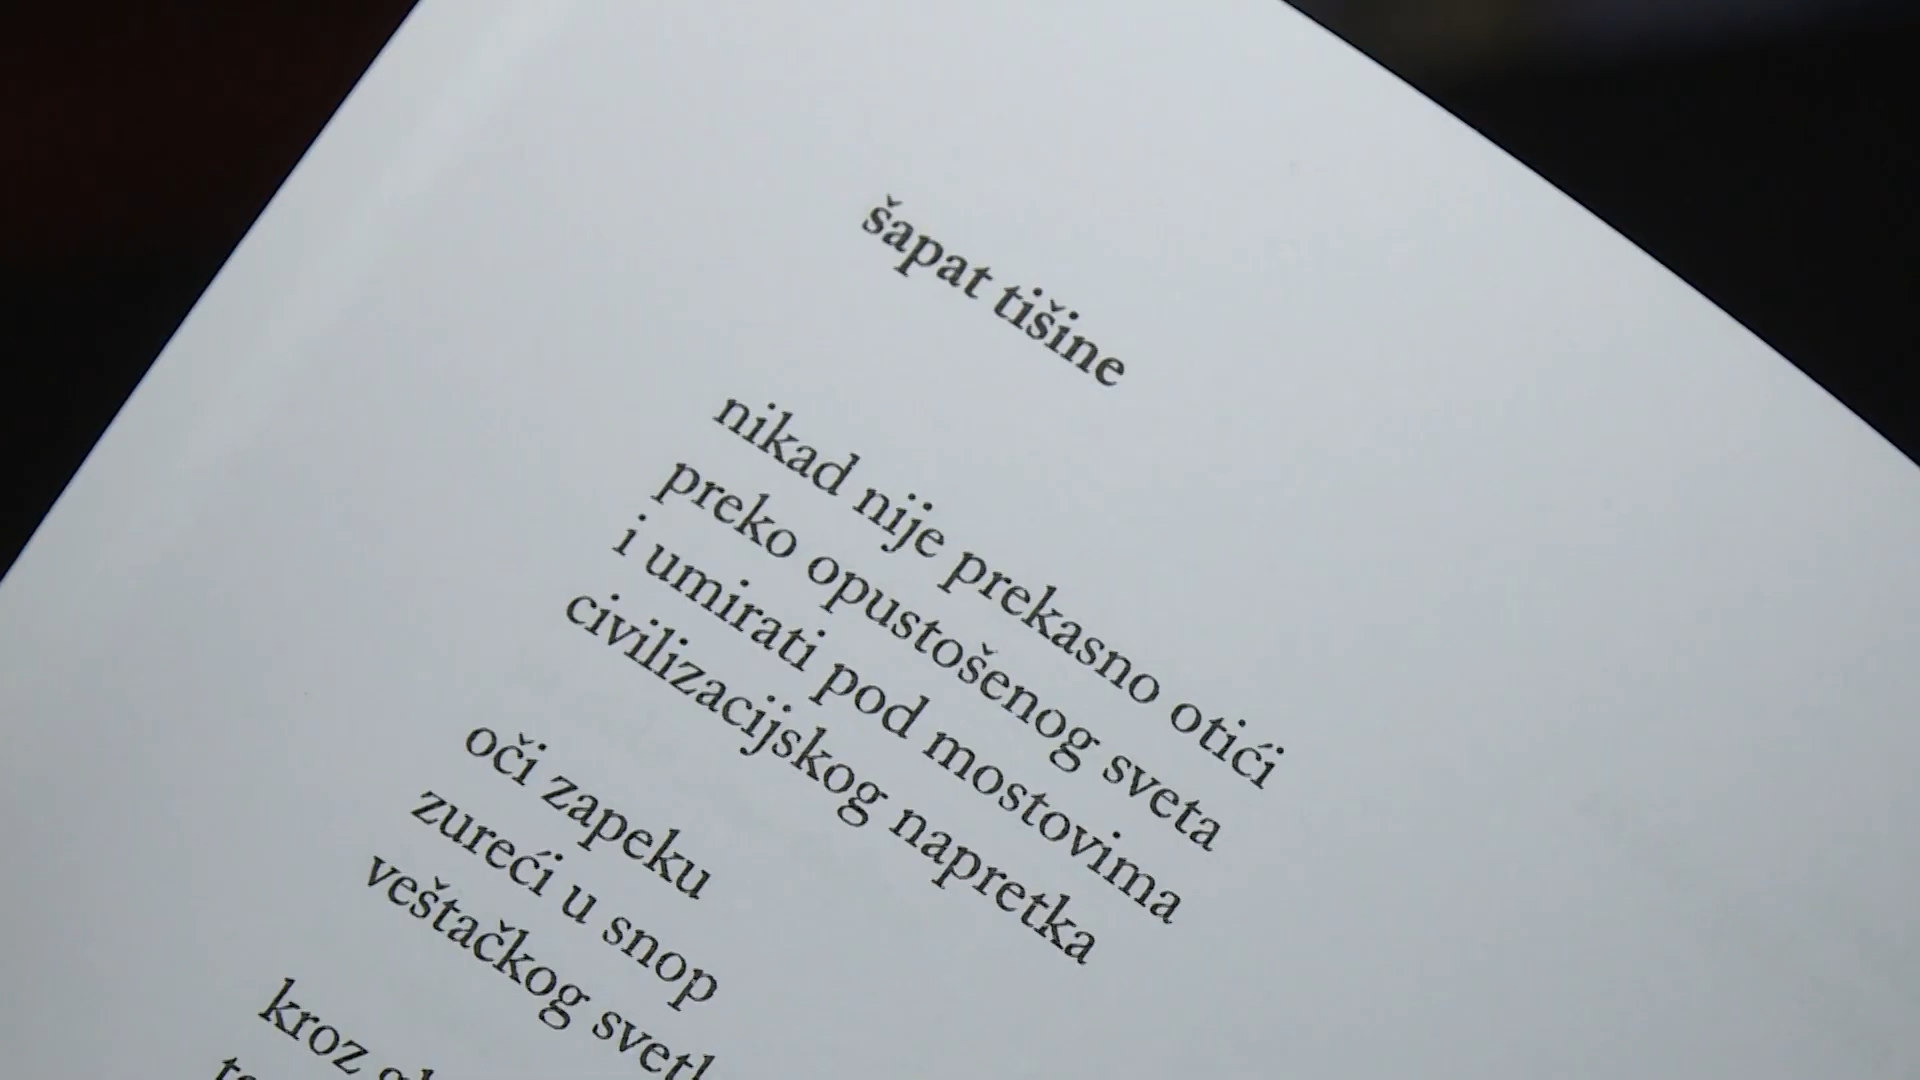 šapat tišine
nikad nije prekasno otići
preko opustošenog sveta
i umirati pod mostovima
civilizacijskog napretka
oči zapeku
zureći u snop
veštačkog
kroz